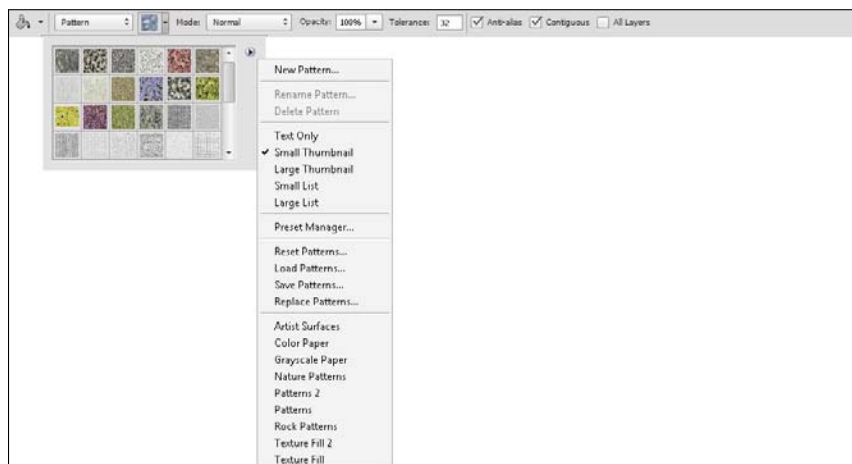 Pattern Mode: Normal Opacity: 100% Tolerance: 32 Anti-alias Contiguous All Layers
New Pattern...
Rename Pattern...
Delete Pattern
Text Only
Small Thumbnail
Large Thumbnail
Small List
Large List
Preset Manager...
Reset Patterns...
Load Patterns...
Save Patterns...
Replace Patterns...
Artist Surfaces
Color Paper
Grayscale Paper
Nature Patterns
Patterns 2
Patterns
Rock Patterns
Texture Fill 2
Texture Fill